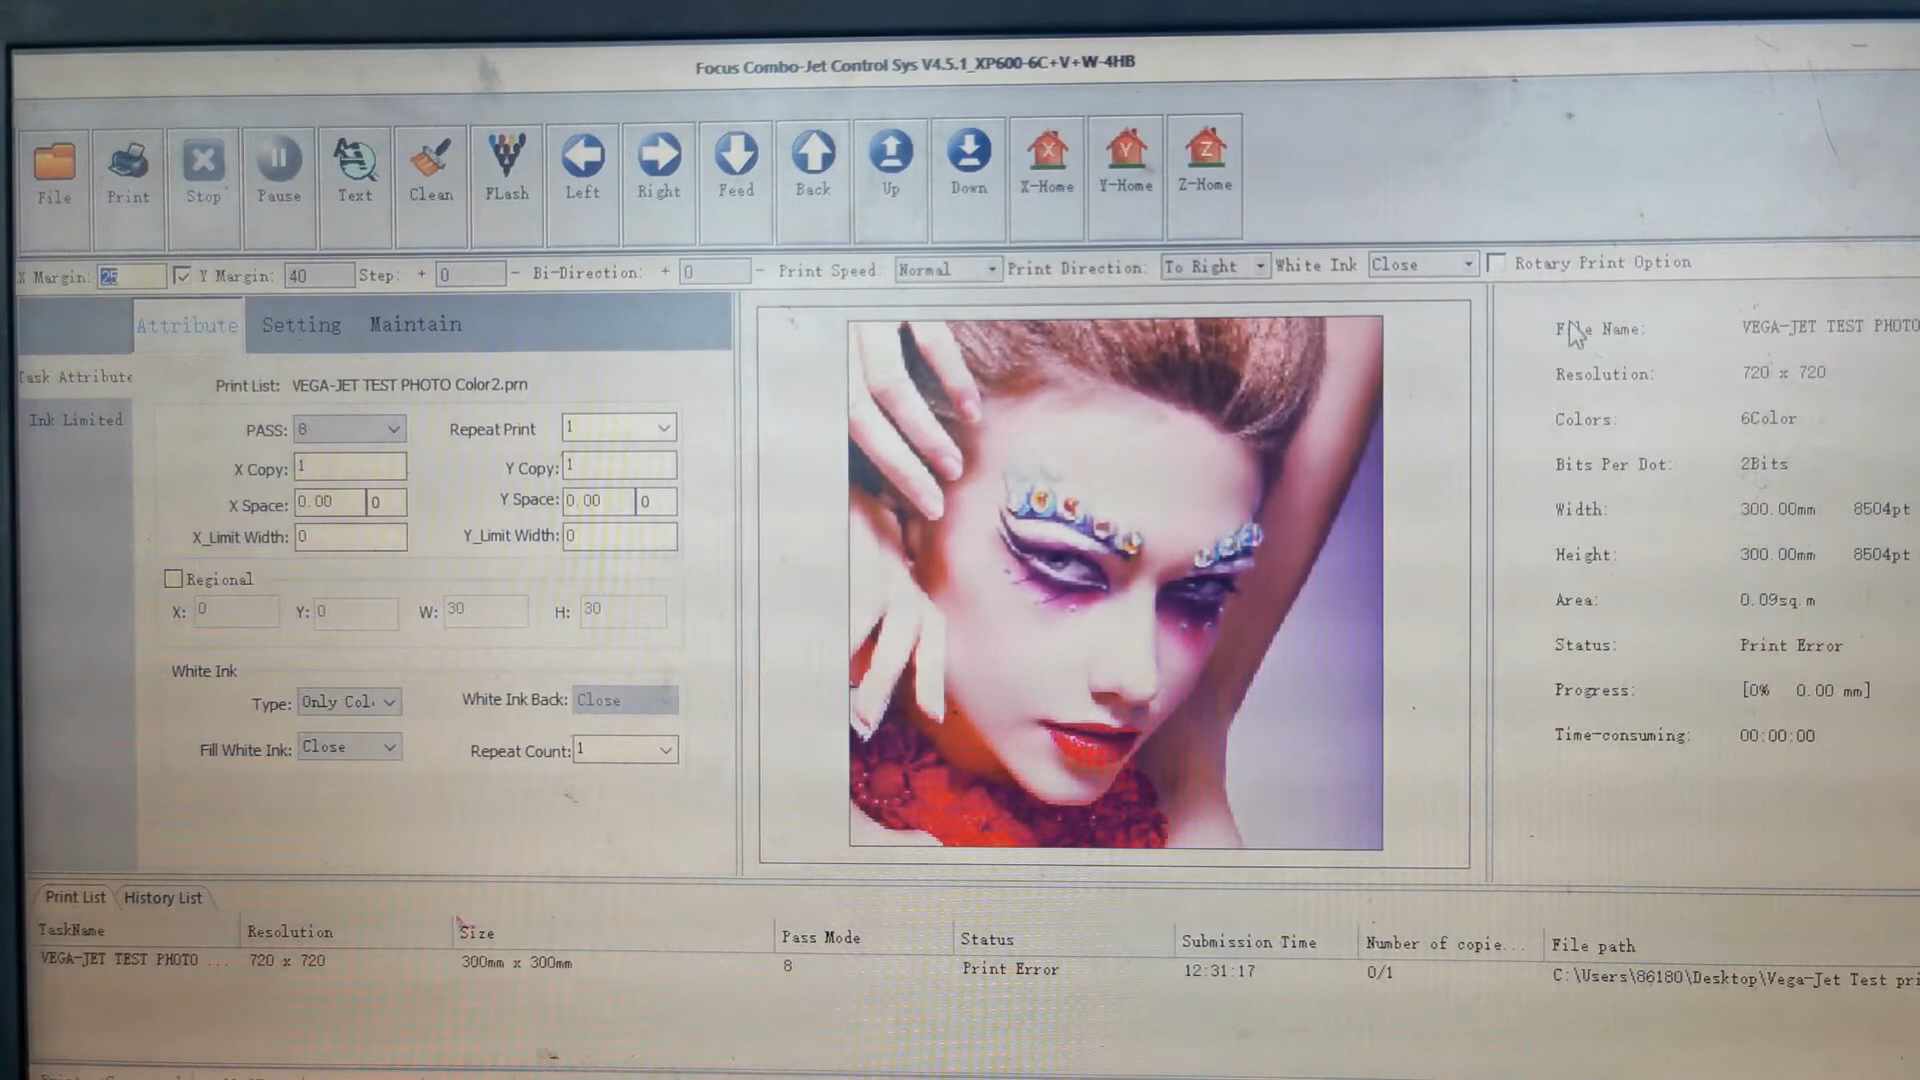 Focus Combo-Jet Control Sys V4.5.1_XP600-6C+V+W-4HB
File Print Stop Pause Text Clean FLash Left Right Feed Back Up Down X-Home Y-Home Z-Home
X Margin: 25 Y Margin: 40 Step: + 0 - Bi-Direction: + 0 - Print Speed Normal Print Direction: To Right White Ink Close Rotary Print Option
Attribute Setting Maintain
Task Attribute
Ink Limited
Print List: VEGA-JET TEST PHOTO Color2.prn
PASS: 8 Repeat Print 1
X Copy: 1 Y Copy: 1
X Space: 0.00 0 Y Space: 0.00 0
X_Limit Width: 0 Y_Limit Width: 0
Regional
X: 0 Y: 0 W: 30 H: 30
White Ink
Type: Only Col White Ink Back: Close
Fill White Ink: Close Repeat Count: 1
File Name: VEGA-JET TEST PHOTO
Resolution: 720 x 720
Colors: 6Color
Bits Per Dot: 2Bits
Width: 300.00mm 8504pt
Height: 300.00mm 8504pt
Area: 0.09sq.m
Status: Print Error
Progress: [0% 0.00 mm]
Time-consuming: 00:00:00
Print List History List
TaskName Resolution Size Pass Mode Status Submission Time Number of copie... File path
VEGA-JET TEST PHOTO ... 720 x 720 300mm x 300mm 8 Print Error 12:31:17 0/1 C:\Users\86180\Desktop\Vega-Jet Test pri